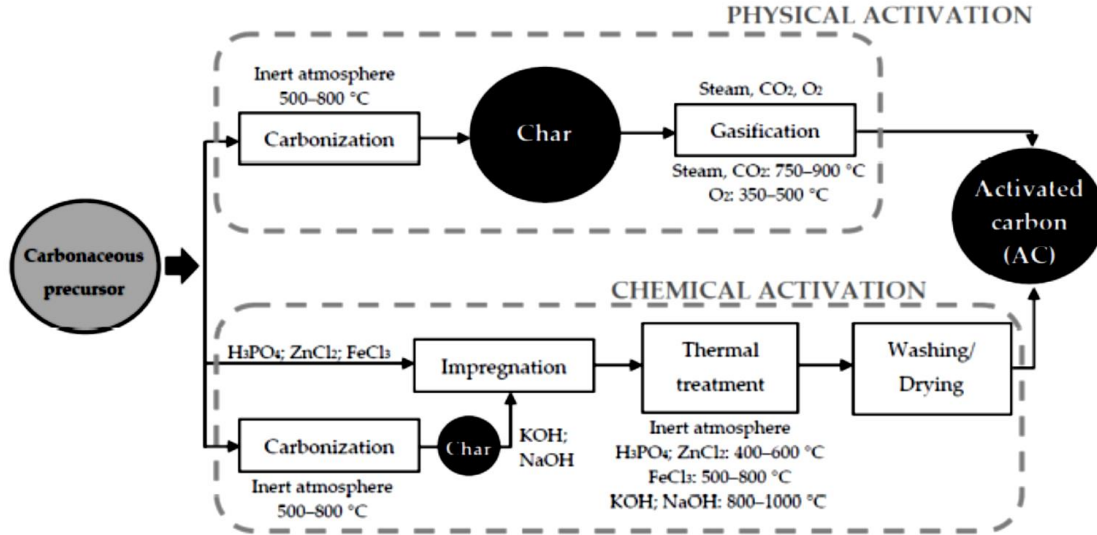 PHYSICAL ACTIVATION
Inert atmosphere
500–800 °C
Carbonization
Char
Steam, CO₂, O₂
Gasification
Steam, CO₂: 750–900 °C
O₂: 350–500 °C
Activated
carbon
(AC)
Carbonaceous
precursor
CHEMICAL ACTIVATION
H₃PO₄; ZnCl₂; FeCl₃
Impregnation
Thermal
treatment
Washing/
Drying
Carbonization
Char
KOH;
NaOH
Inert atmosphere
500–800 °C
Inert atmosphere
H₃PO₄; ZnCl₂: 400–600 °C
FeCl₃: 500–800 °C
KOH; NaOH: 800–1000 °C